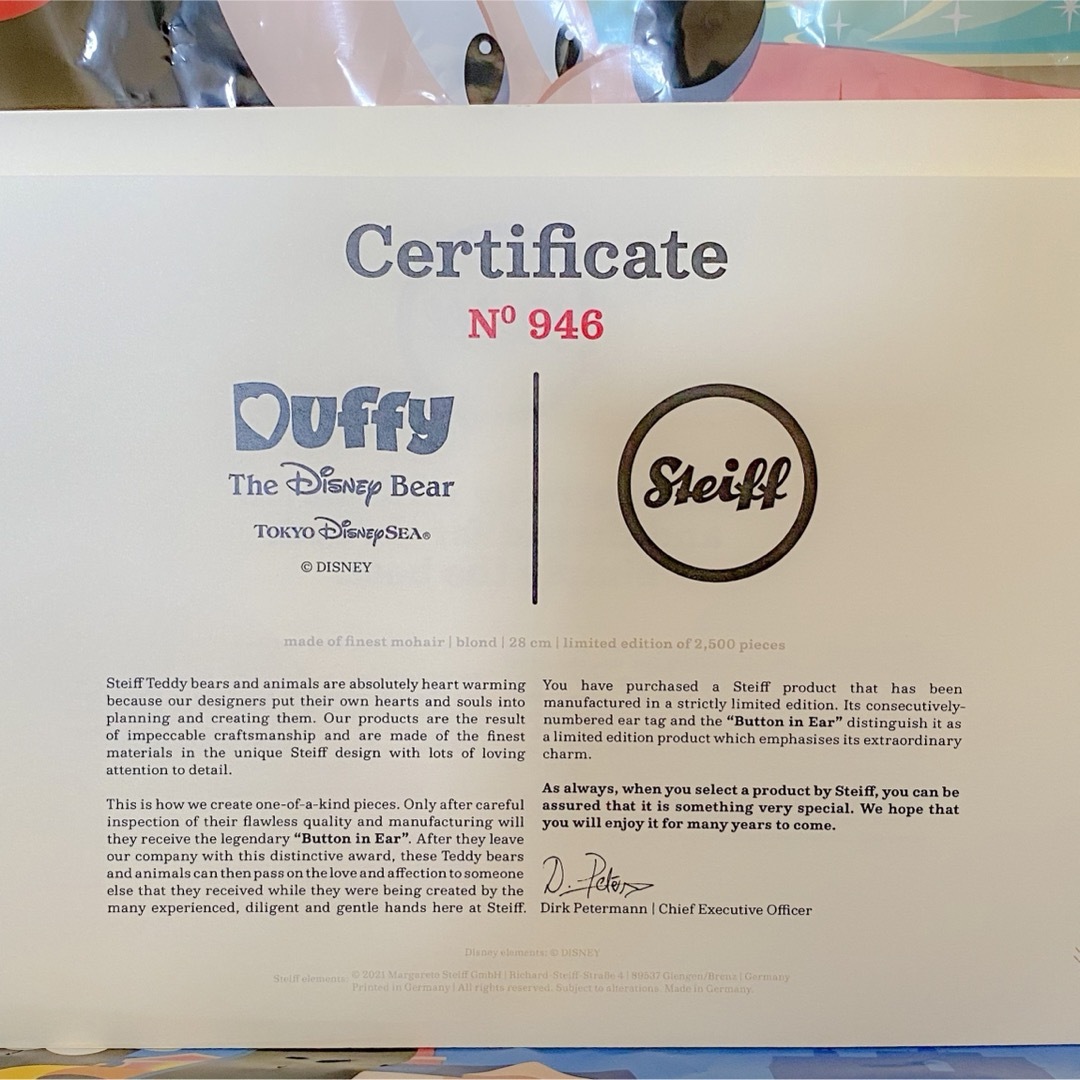 Certificate
Nº 946
Duffy
The Disney Bear
TOKYO DisneySEA®
© DISNEY
Steiff
made of finest mohair | blond | 28 cm | limited edition of 2,500 pieces
Steiff Teddy bears and animals are absolutely heart warming
because our designers put their own hearts and souls into
planning and creating them. Our products are the result
of impeccable craftsmanship and are made of the finest
materials in the unique Steiff design with lots of loving
attention to detail.
This is how we create one-of-a-kind pieces. Only after careful
inspection of their flawless quality and manufacturing will
they receive the legendary “Button in Ear”. After they leave
our company with this distinctive award, these Teddy bears
and animals can then pass on the love and affection to someone
else that they received while they were being created by the
many experienced, diligent and gentle hands here at Steiff.
You have purchased a Steiff product that has been
manufactured in a strictly limited edition. Its consecutively-
numbered ear tag and the “Button in Ear” distinguish it as
a limited edition product which emphasises its extraordinary
charm.
As always, when you select a product by Steiff, you can be
assured that it is something very special. We hope that
you will enjoy it for many years to come.
D. Peterm
Dirk Petermann | Chief Executive Officer
Disney elements: © DISNEY
Steiff elements: © 2021 Margarete Steiff GmbH | Richard-Steiff-Straße 4 | 89537 Giengen/Brenz | Germany
Printed in Germany | All rights reserved. Subject to alterations. Made in Germany.